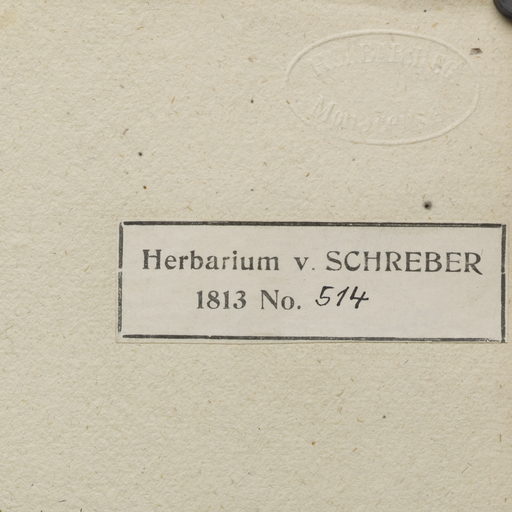 Herbarium v. SCHREBER
1813 No. 514